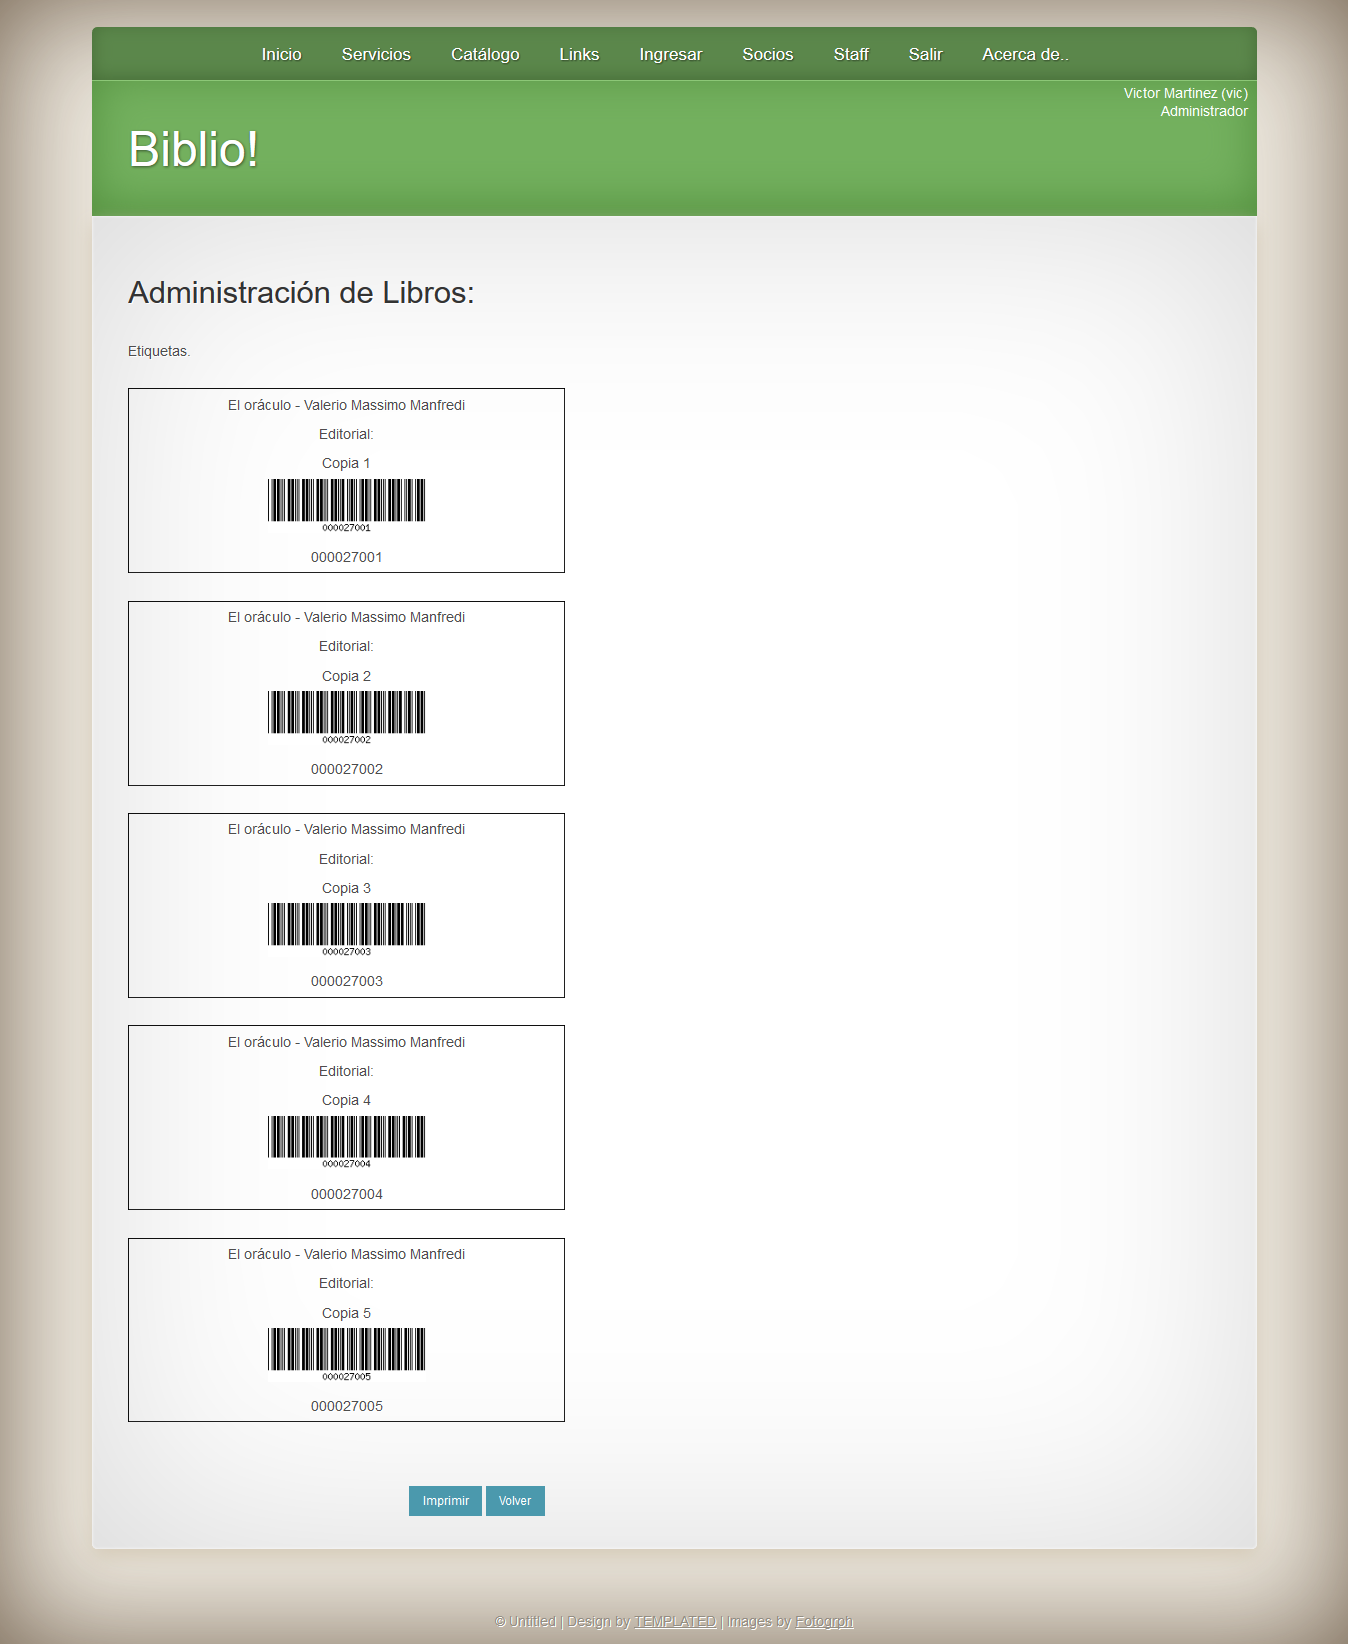 Inicio Servicios Catálogo Links Ingresar Socios Staff Salir Acerca de..
Victor Martinez (vic)
Administrador
Biblio!
Administración de Libros:
Etiquetas.
El oráculo - Valerio Massimo Manfredi
Editorial:
Copia 1
000027001
000027001
El oráculo - Valerio Massimo Manfredi
Editorial:
Copia 2
000027002
000027002
El oráculo - Valerio Massimo Manfredi
Editorial:
Copia 3
000027003
000027003
El oráculo - Valerio Massimo Manfredi
Editorial:
Copia 4
000027004
000027004
El oráculo - Valerio Massimo Manfredi
Editorial:
Copia 5
000027005
000027005
Imprimir Volver
© Untitled | Design by TEMPLATED | Images by Fotogrph